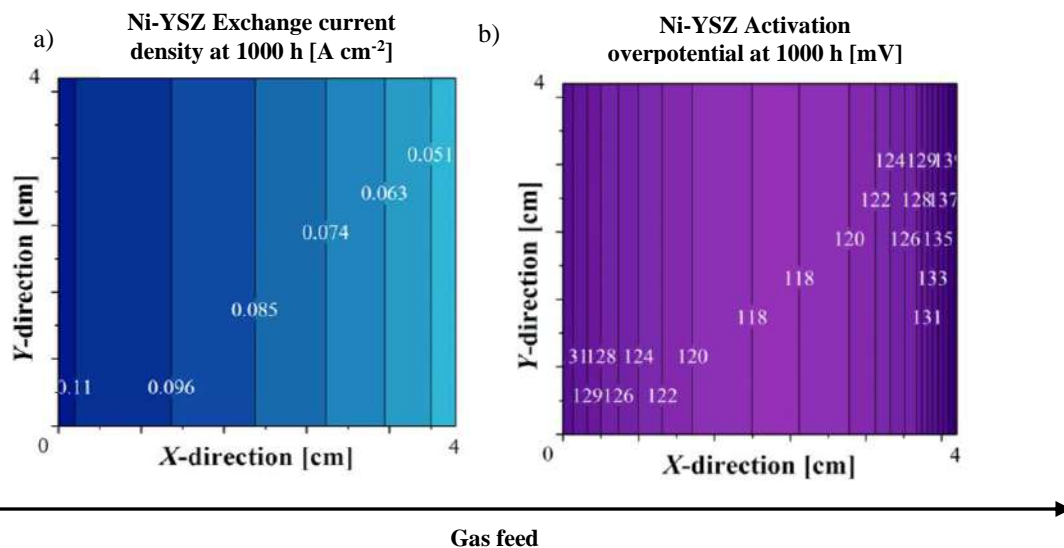 a)
Ni-YSZ Exchange current
density at 1000 h [A cm-2]
4
0.051
0.063
0.074
0.085
0.11
0.096
Y-direction [cm]
0
X-direction [cm]
4
b)
Ni-YSZ Activation
overpotential at 1000 h [mV]
4
124 129 139
122 128 137
120 126 135
118 133
118 131
131 128 124 120
129 126 122
Y-direction [cm]
0
X-direction [cm]
4
Gas feed